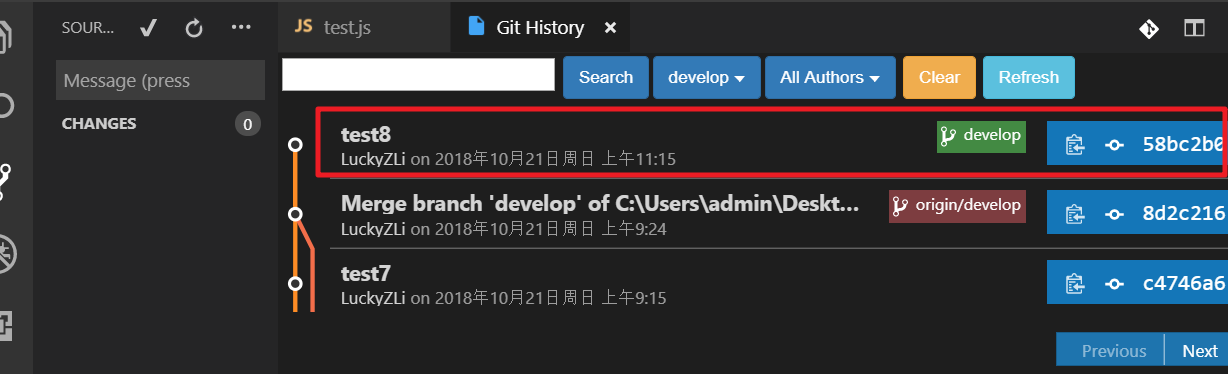 SOUR...
JS test.js
Git History
Message (press
Search
develop
All Authors
Clear
Refresh
CHANGES
0
test8
develop
58bc2b0
LuckyZLi on 2018年10月21日周日 上午11:15
Merge branch 'develop' of C:\Users\admin\Deskt...
origin/develop
8d2c216
LuckyZLi on 2018年10月21日周日 上午9:24
test7
c4746a6
LuckyZLi on 2018年10月21日周日 上午9:15
Previous
Next